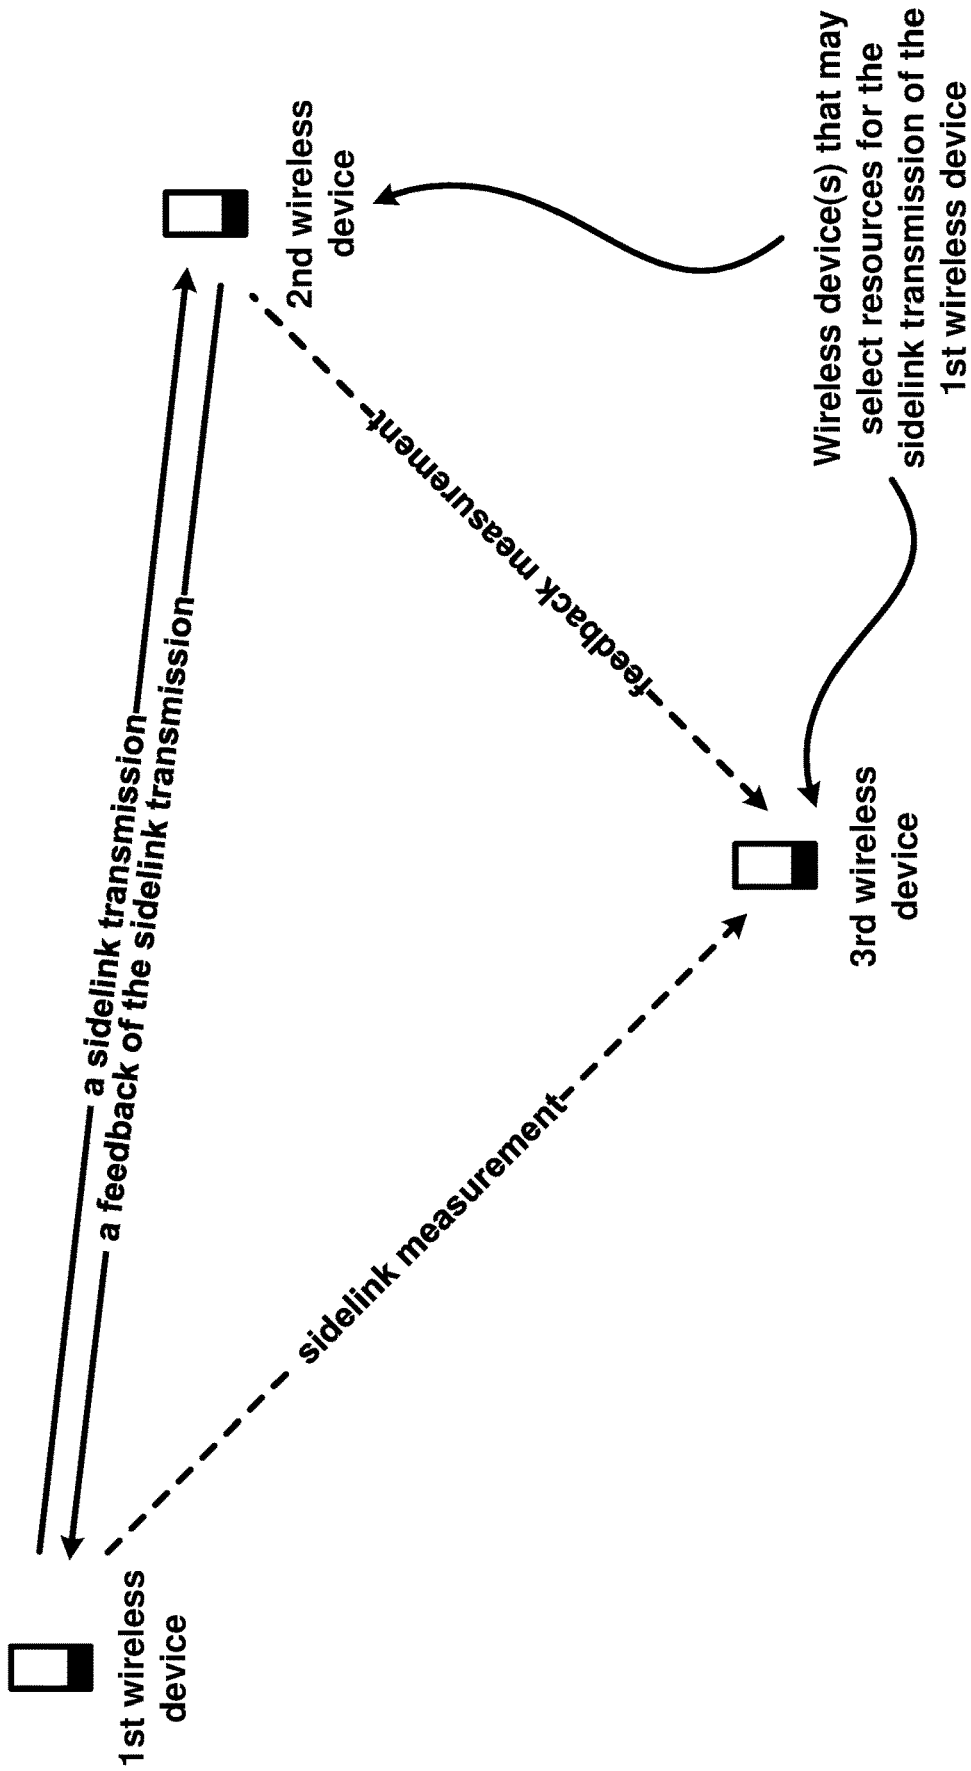 1st wireless
device
a sidelink transmission
a feedback of the sidelink transmission
2nd wireless
device
sidelink measurement
feedback measurement
3rd wireless
device
Wireless device(s) that may
select resources for the
sidelink transmission of the
1st wireless device